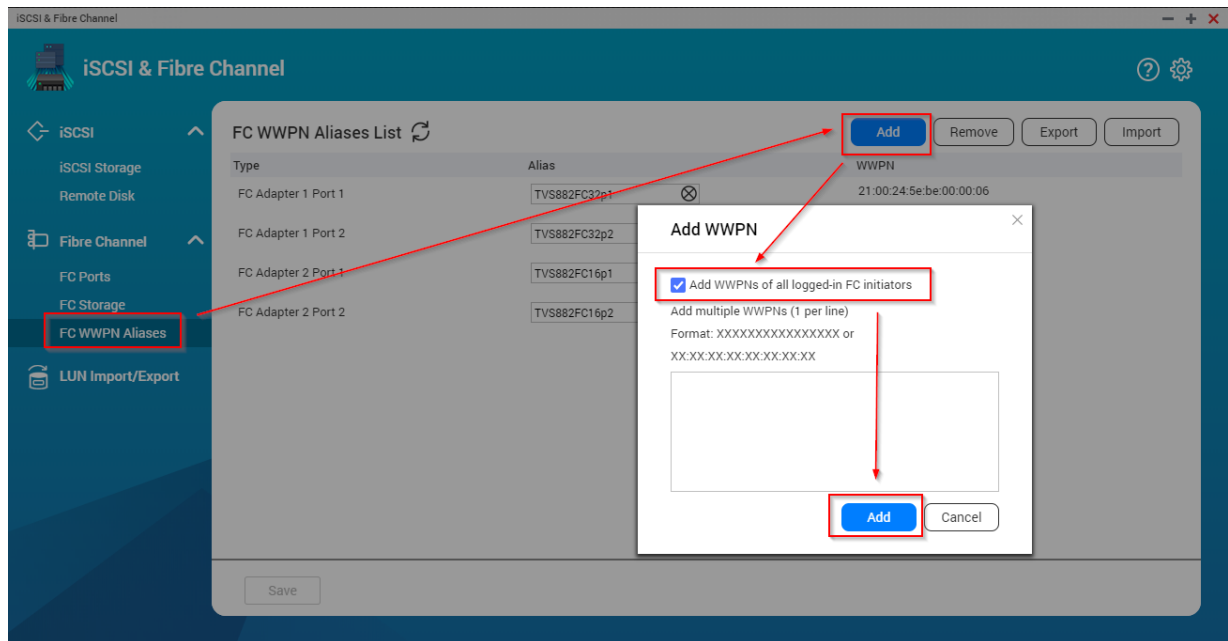 iSCSI & Fibre Channel
iSCSI & Fibre Channel
iSCSI
iSCSI Storage
Remote Disk
Fibre Channel
FC Ports
FC Storage
FC WWPN Aliases
LUN Import/Export
FC WWPN Aliases List
Add Remove Export Import
Type Alias WWPN
FC Adapter 1 Port 1 TVS882FC32p1 21:00:24:5e:be:00:00:06
FC Adapter 1 Port 2 TVS882FC32p2
FC Adapter 2 Port 1 TVS882FC16p1
FC Adapter 2 Port 2 TVS882FC16p2
Save
Add WWPN
Add WWPNs of all logged-in FC initiators
Add multiple WWPNs (1 per line)
Format: XXXXXXXXXXXXXXXX or
XX:XX:XX:XX:XX:XX:XX:XX
Add Cancel